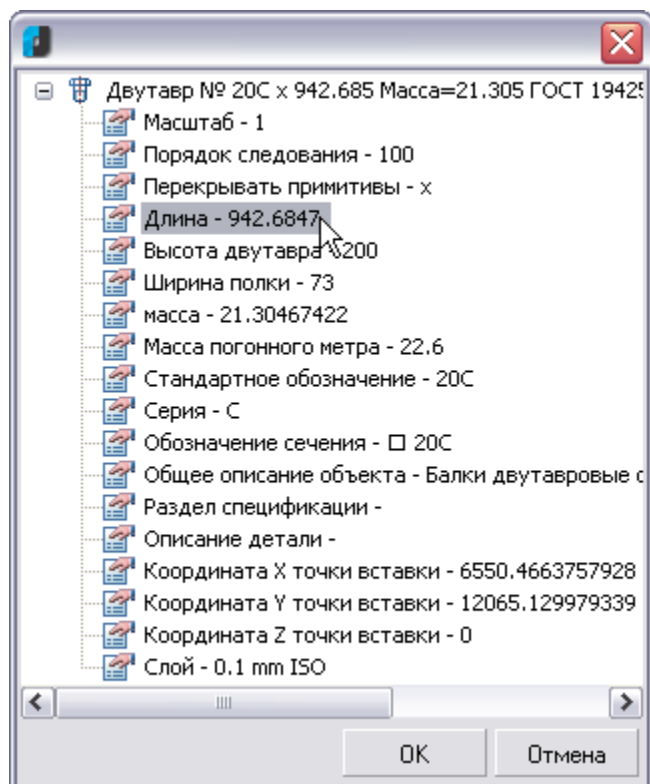 Двутавр № 20С x 942.685 Масса=21.305 ГОСТ 19425
Масштаб - 1
Порядок следования - 100
Перекрывать примитивы - x
Длина - 942.6847
Высота двутавра - 200
Ширина полки - 73
масса - 21.30467422
Масса погонного метра - 22.6
Стандартное обозначение - 20С
Серия - С
Обозначение сечения - □ 20С
Общее описание объекта - Балки двутавровые с
Раздел спецификации -
Описание детали -
Координата X точки вставки - 6550.4663757928
Координата Y точки вставки - 12065.129979339
Координата Z точки вставки - 0
Слой - 0.1 mm ISO
ОК
Отмена